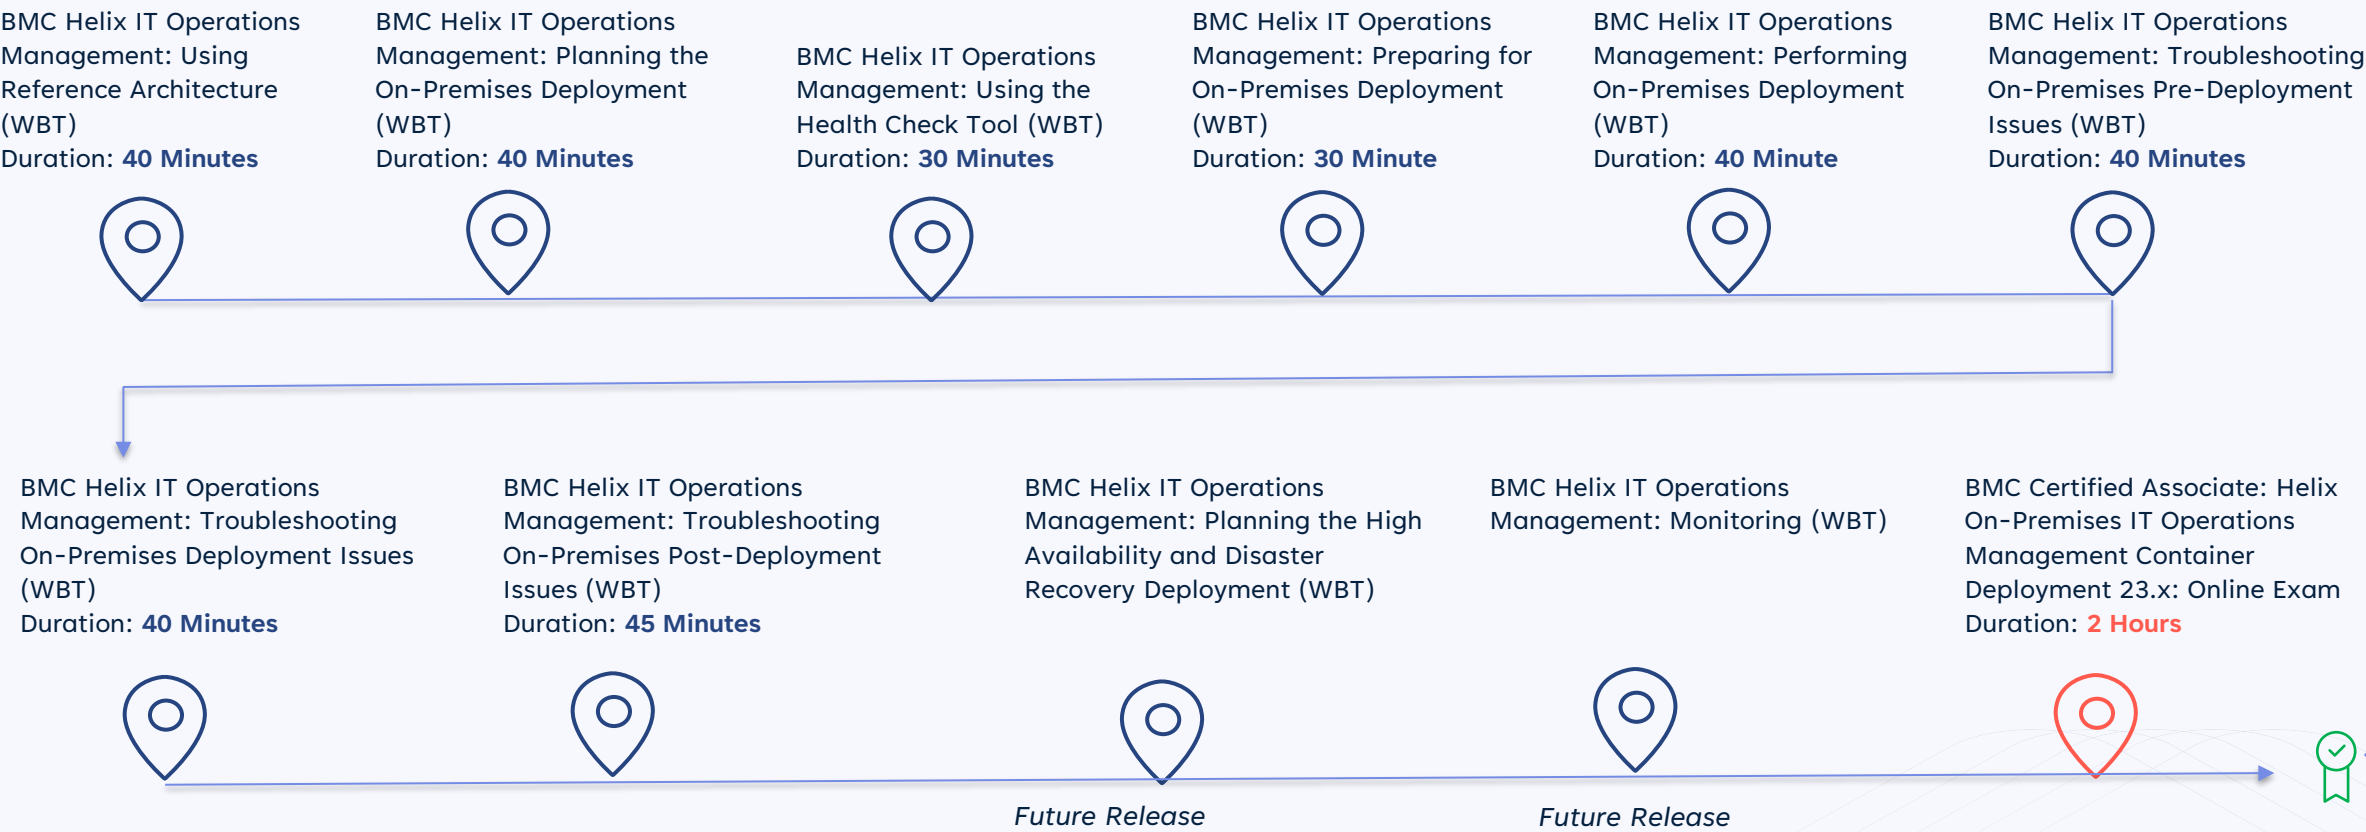 BMC Helix IT Operations
Management: Using
Reference Architecture
(WBT)
Duration: 40 Minutes
BMC Helix IT Operations
Management: Planning the
On-Premises Deployment
(WBT)
Duration: 40 Minutes
BMC Helix IT Operations
Management: Using the
Health Check Tool (WBT)
Duration: 30 Minutes
BMC Helix IT Operations
Management: Preparing for
On-Premises Deployment
(WBT)
Duration: 30 Minute
BMC Helix IT Operations
Management: Performing
On-Premises Deployment
(WBT)
Duration: 40 Minute
BMC Helix IT Operations
Management: Troubleshooting
On-Premises Pre-Deployment
Issues (WBT)
Duration: 40 Minutes
BMC Helix IT Operations
Management: Troubleshooting
On-Premises Deployment Issues
(WBT)
Duration: 40 Minutes
BMC Helix IT Operations
Management: Troubleshooting
On-Premises Post-Deployment
Issues (WBT)
Duration: 45 Minutes
BMC Helix IT Operations
Management: Planning the High
Availability and Disaster
Recovery Deployment (WBT)
BMC Helix IT Operations
Management: Monitoring (WBT)
BMC Certified Associate: Helix
On-Premises IT Operations
Management Container
Deployment 23.x: Online Exam
Duration: 2 Hours
Future Release
Future Release